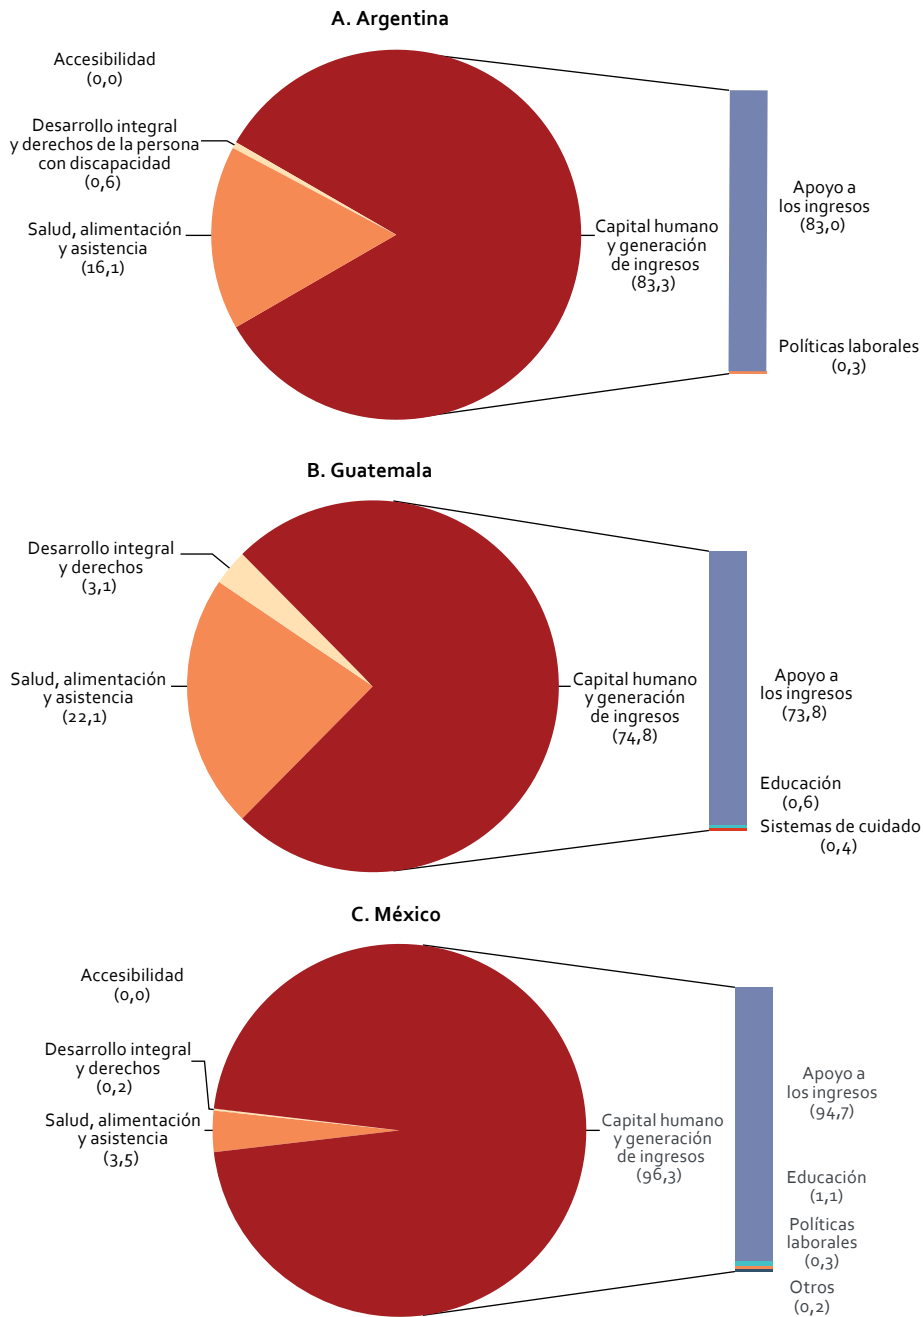 A. Argentina
Accesibilidad
(0,0)
Desarrollo integral
y derechos de la persona
con discapacidad
(0,6)
Salud, alimentación
y asistencia
(16,1)
Capital humano
y generación
de ingresos
(83,3)
Apoyo a
los ingresos
(83,0)
Políticas laborales
(0,3)
B. Guatemala
Desarrollo integral
y derechos
(3,1)
Salud, alimentación
y asistencia
(22,1)
Capital humano
y generación
de ingresos
(74,8)
Apoyo a
los ingresos
(73,8)
Educación
(0,6)
Sistemas de cuidado
(0,4)
C. México
Accesibilidad
(0,0)
Desarrollo integral
y derechos
(0,2)
Salud, alimentación
y asistencia
(3,5)
Capital humano
y generación
de ingresos
(96,3)
Apoyo a
los ingresos
(94,7)
Educación
(1,1)
Políticas
laborales
(0,3)
Otros
(0,2)